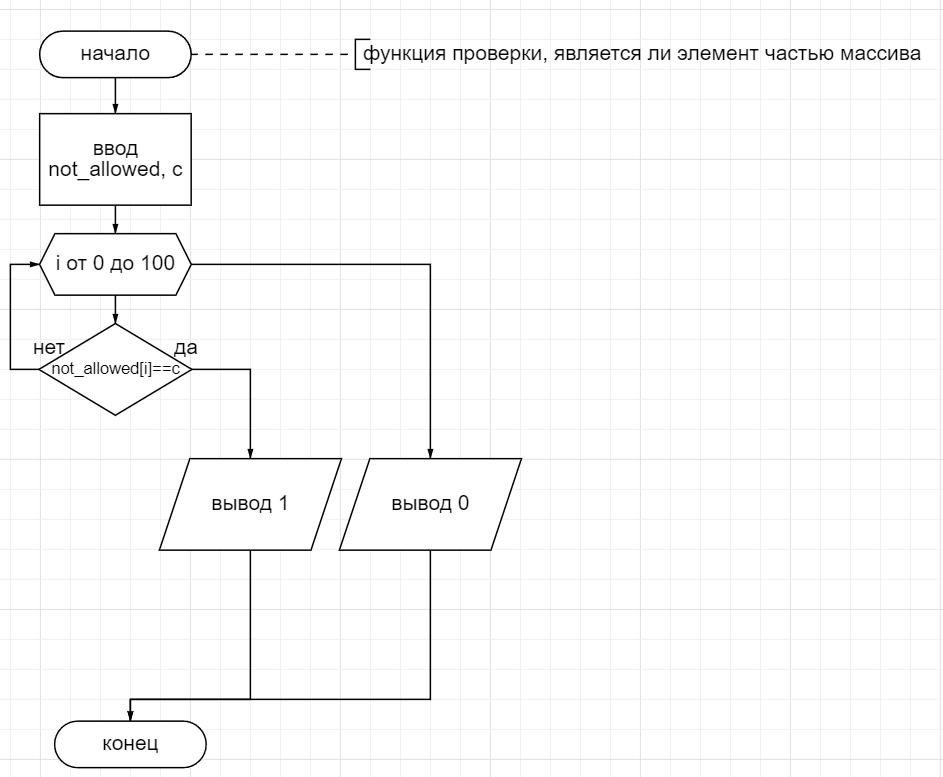 начало
функция проверки, является ли элемент частью массива
ввод
not_allowed, c
i от 0 до 100
нет
да
not_allowed[i]==c
вывод 1
вывод 0
конец